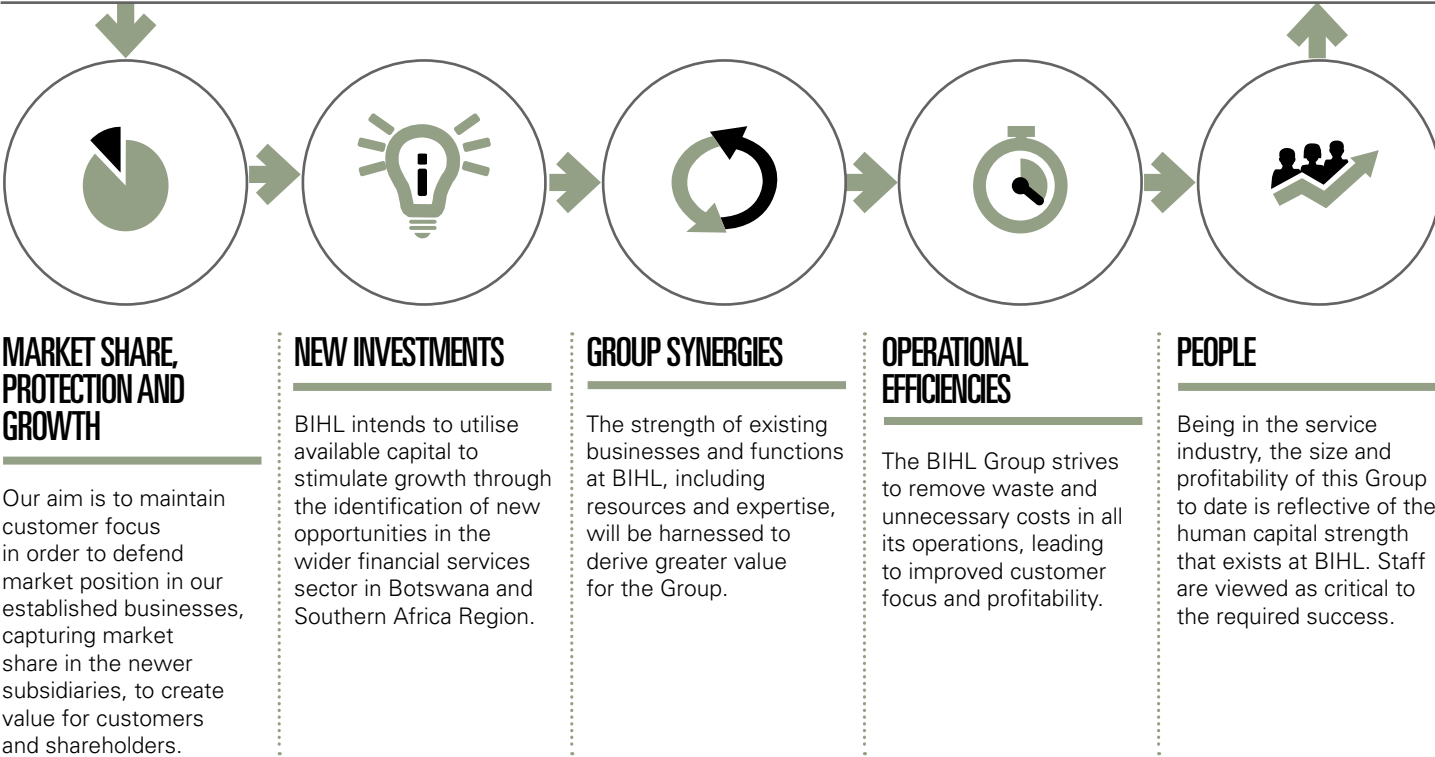 MARKET SHARE,
PROTECTION AND
GROWTH
Our aim is to maintain
customer focus
in order to defend
market position in our
established businesses,
capturing market
share in the newer
subsidiaries, to create
value for customers
and shareholders.
NEW INVESTMENTS
BIHL intends to utilise
available capital to
stimulate growth through
the identification of new
opportunities in the
wider financial services
sector in Botswana and
Southern Africa Region.
GROUP SYNERGIES
The strength of existing
businesses and functions
at BIHL, including
resources and expertise,
will be harnessed to
derive greater value
for the Group.
OPERATIONAL
EFFICIENCIES
The BIHL Group strives
to remove waste and
unnecessary costs in all
its operations, leading
to improved customer
focus and profitability.
PEOPLE
Being in the service
industry, the size and
profitability of this Group
to date is reflective of the
human capital strength
that exists at BIHL. Staff
are viewed as critical to
the required success.